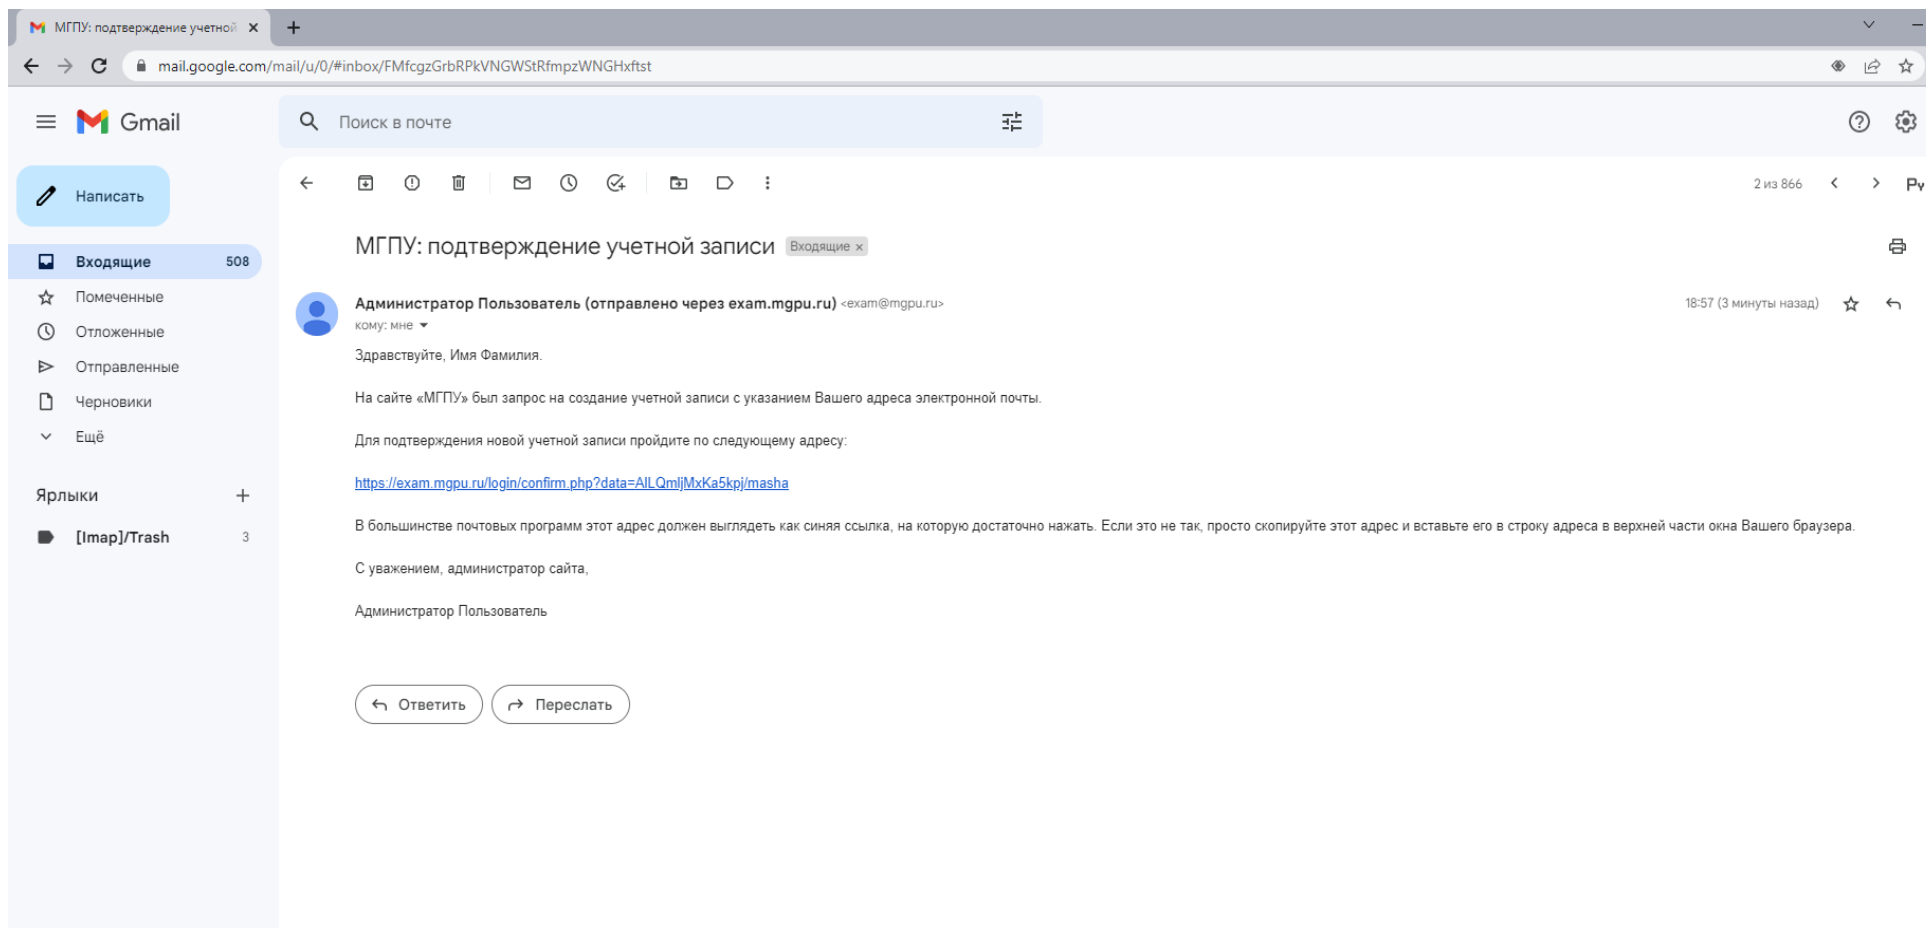 МГПУ: подтверждение учетной
mail.google.com/mail/u/0/#inbox/FMfcgzGrbRPkVNGWStRfmpzWNGHxftst
Gmail
Поиск в почте
Написать
2 из 866
Входящие 508
Помеченные
Отложенные
Отправленные
Черновики
Ещё
Ярлыки
[Imap]/Trash 3
МГПУ: подтверждение учетной записи Входящие ×
Администратор Пользователь (отправлено через exam.mgpu.ru) <exam@mgpu.ru> 18:57 (3 минуты назад)
кому: мне
Здравствуйте, Имя Фамилия.
На сайте «МГПУ» был запрос на создание учетной записи с указанием Вашего адреса электронной почты.
Для подтверждения новой учетной записи пройдите по следующему адресу:
https://exam.mgpu.ru/login/confirm.php?data=AILQmljMxKa5kpj/masha
В большинстве почтовых программ этот адрес должен выглядеть как синяя ссылка, на которую достаточно нажать. Если это не так, просто скопируйте этот адрес и вставьте его в строку адреса в верхней части окна Вашего браузера.
С уважением, администратор сайта,
Администратор Пользователь
Ответить
Переслать